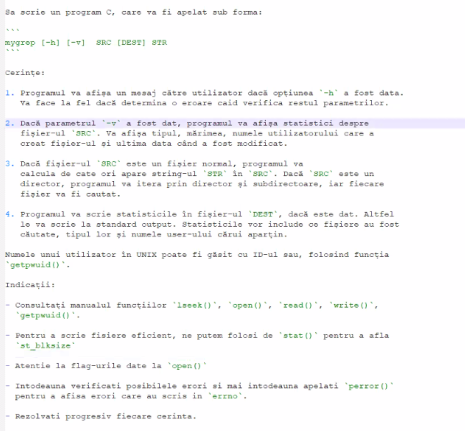 Sa scrie un program C, care va fi apelat sub forma:
```
mygrep [-h] [-v]  SRC [DEST] STR
```
Cerințe:
1. Programul va afișa un mesaj către utilizator dacă opțiunea `-h` a fost data.
Va face la fel dacă determina o eroare caid verifica restul parametrilor.
2. Dacă parametrul `-v` a fost dat, programul va afișa statistici despre
fișier-ul `SRC`. Va afișa tipul, mărimea, numele utilizatorului care a
creat fișier-ul și ultima data când a fost modificat.
3. Dacă fișier-ul `SRC` este un fișier normal, programul va
calcula de cate ori apare string-ul `STR` în `SRC`. Dacă `SRC` este un
director, programul va itera prin director și subdirectoare, iar fiecare
fișier va fi cautat.
4. Programul va scrie statisticile în fișier-ul `DEST`, dacă este dat. Altfel
le va scrie la standard output. Statisticile vor include ce fișiere au fost
căutate, tipul lor și numele user-ului cărui aparțin.
Numele unui utilizator în UNIX poate fi găsit cu ID-ul sau, folosind funcția
`getpwuid()`.
Indicații:
- Consultați manualul funcțiilor `lseek()`, `open()`, `read()`, `write()`,
`getpwuid()`.
- Pentru a scrie fisiere eficient, ne putem folosi de `stat()` pentru a afla
`st_blksize`
- Atentie la flag-urile date la `open()`
- Intodeauna verificati posibilele erori si mai intodeauna apelati `perror()`
pentru a afisa erori care au scris in `errno`.
- Rezolvati progresiv fiecare cerinta.